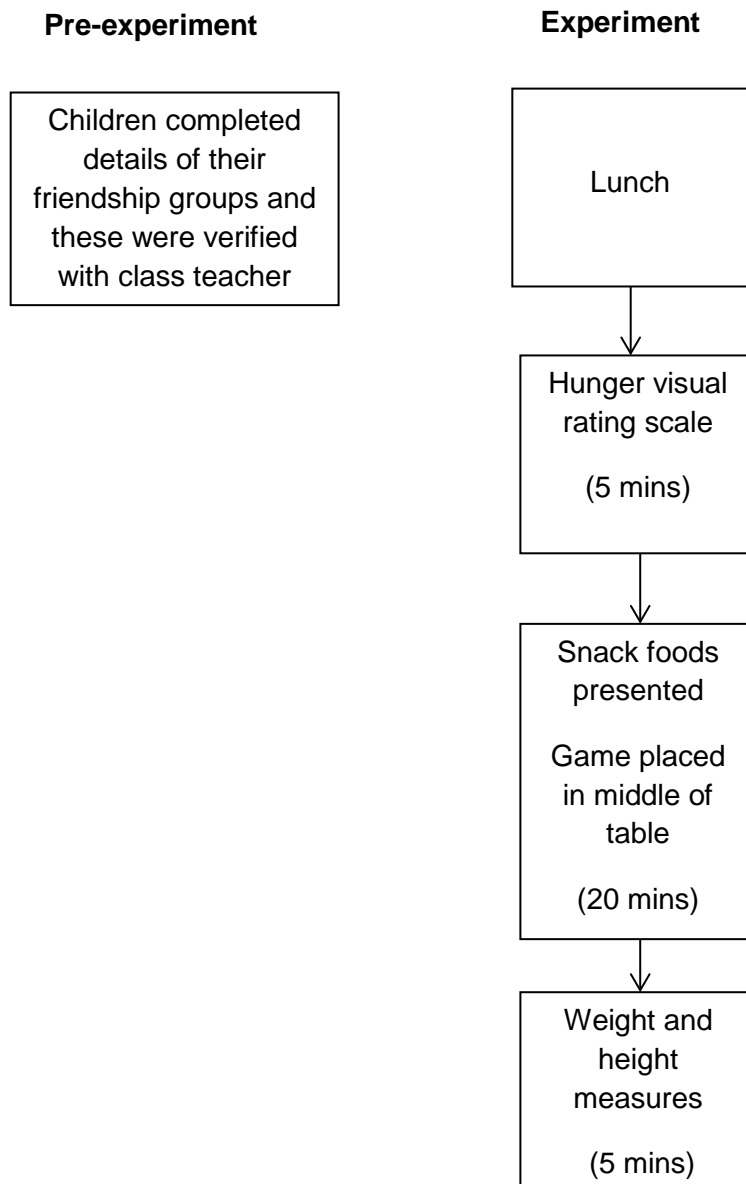 Pre-experiment
Children completed
details of their
friendship groups and
these were verified
with class teacher
Experiment
Lunch
Hunger visual
rating scale
(5 mins)
Snack foods
presented
Game placed
in middle of
table
(20 mins)
Weight and
height
measures
(5 mins)